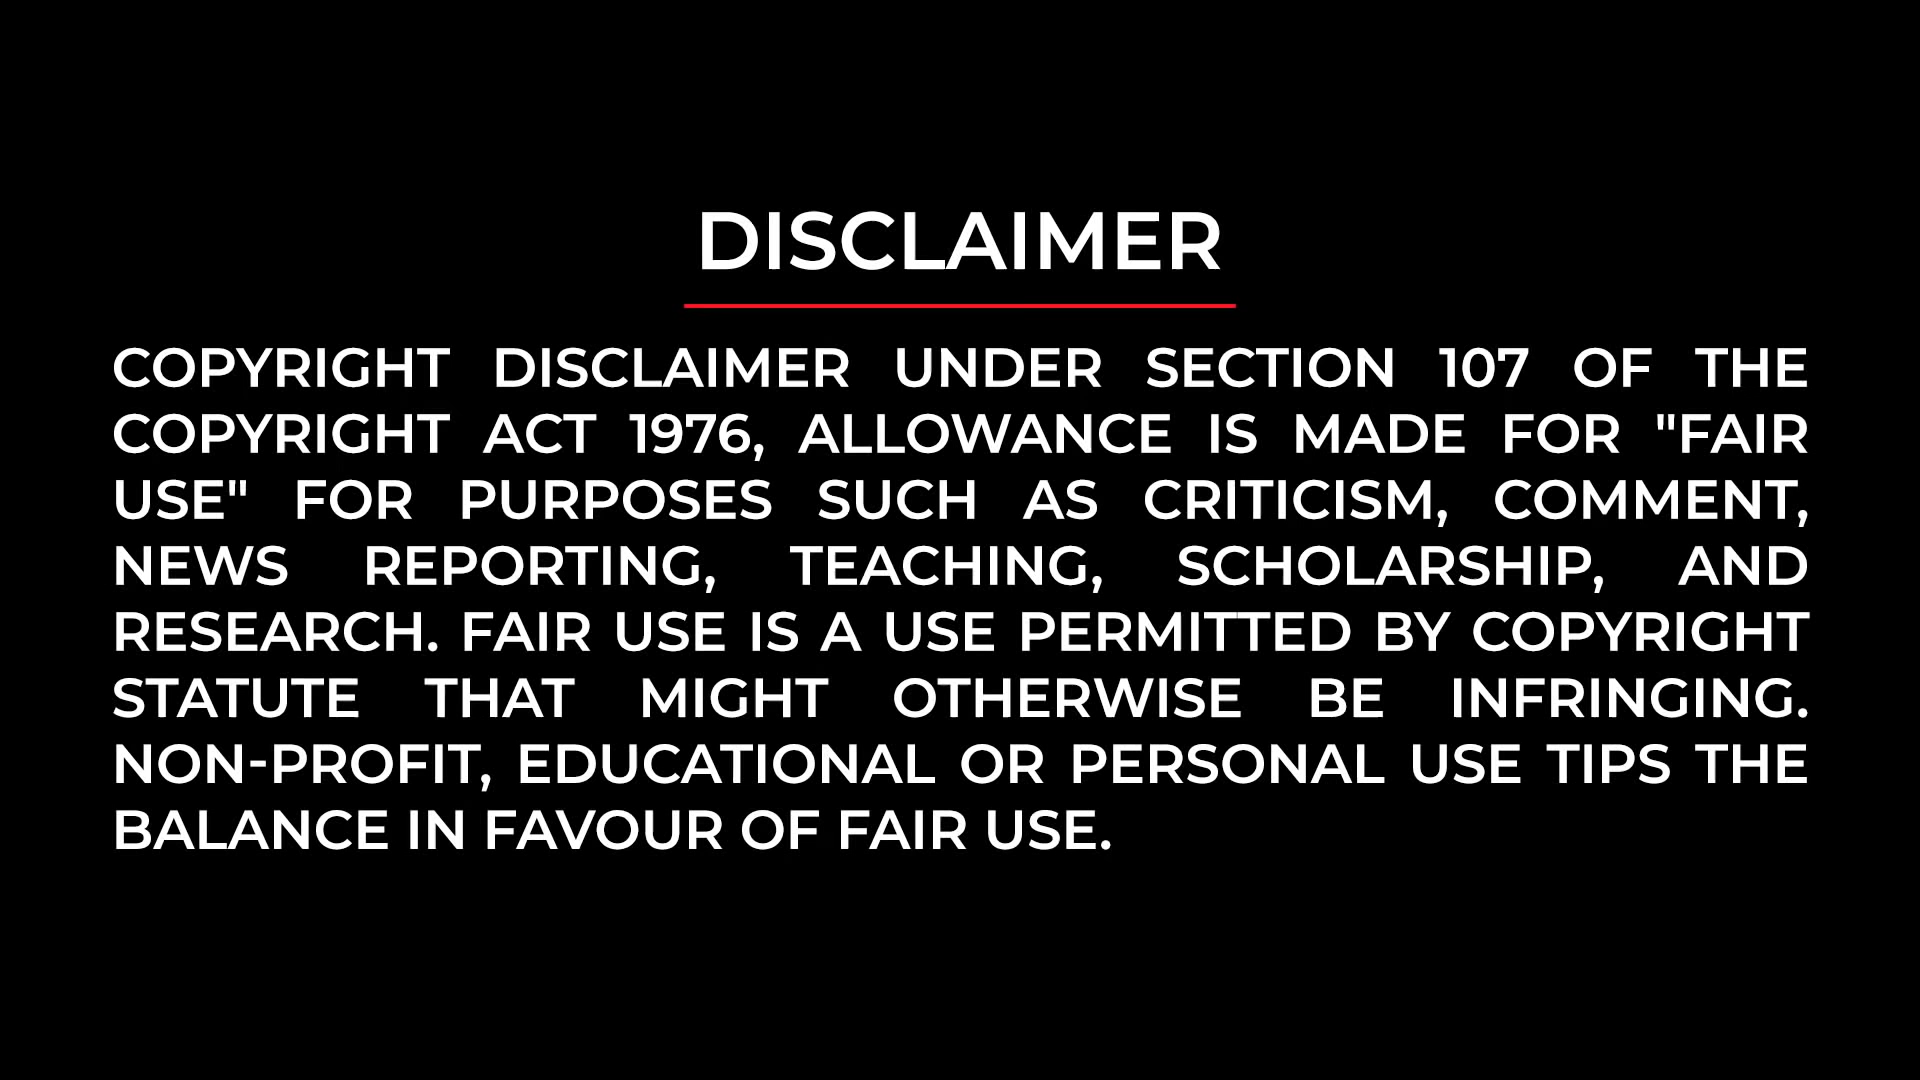 DISCLAIMER
COPYRIGHT DISCLAIMER UNDER SECTION 107 OF THE
COPYRIGHT ACT 1976, ALLOWANCE IS MADE FOR "FAIR
USE" FOR PURPOSES SUCH AS CRITICISM, COMMENT,
NEWS REPORTING, TEACHING, SCHOLARSHIP, AND
RESEARCH. FAIR USE IS A USE PERMITTED BY COPYRIGHT
STATUTE THAT MIGHT OTHERWISE BE INFRINGING.
NON-PROFIT, EDUCATIONAL OR PERSONAL USE TIPS THE
BALANCE IN FAVOUR OF FAIR USE.